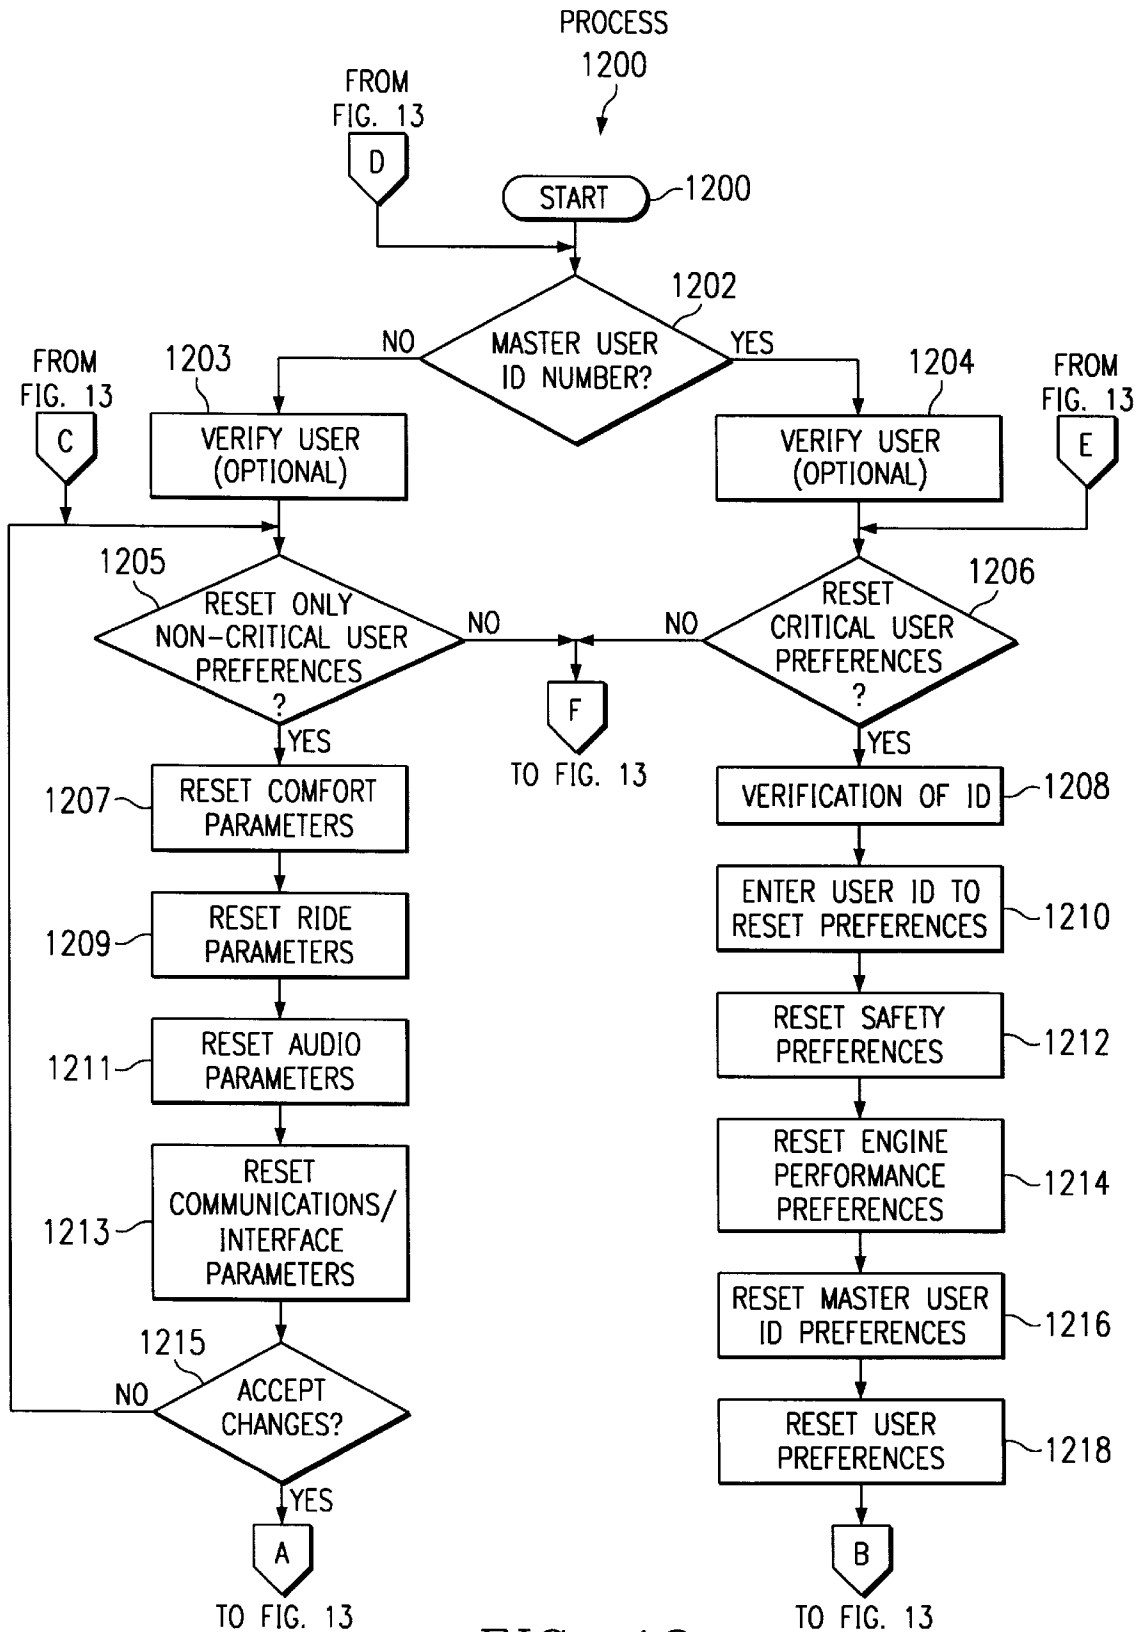 PROCESS
1200
FROM
FIG. 13
D
START
1200
1202
MASTER USER
ID NUMBER?
NO
YES
FROM
FIG. 13
C
1203
VERIFY USER
(OPTIONAL)
1204
VERIFY USER
(OPTIONAL)
FROM
FIG. 13
E
1205
RESET ONLY
NON-CRITICAL USER
PREFERENCES
?
NO
YES
1206
RESET
CRITICAL USER
PREFERENCES
?
NO
YES
F
TO FIG. 13
1207
RESET COMFORT
PARAMETERS
1209
RESET RIDE
PARAMETERS
1211
RESET AUDIO
PARAMETERS
1213
RESET
COMMUNICATIONS/
INTERFACE
PARAMETERS
1215
ACCEPT
CHANGES?
NO
YES
A
TO FIG. 13
VERIFICATION OF ID
1208
ENTER USER ID TO
RESET PREFERENCES
1210
RESET SAFETY
PREFERENCES
1212
RESET ENGINE
PERFORMANCE
PREFERENCES
1214
RESET MASTER USER
ID PREFERENCES
1216
RESET USER
PREFERENCES
1218
B
TO FIG. 13